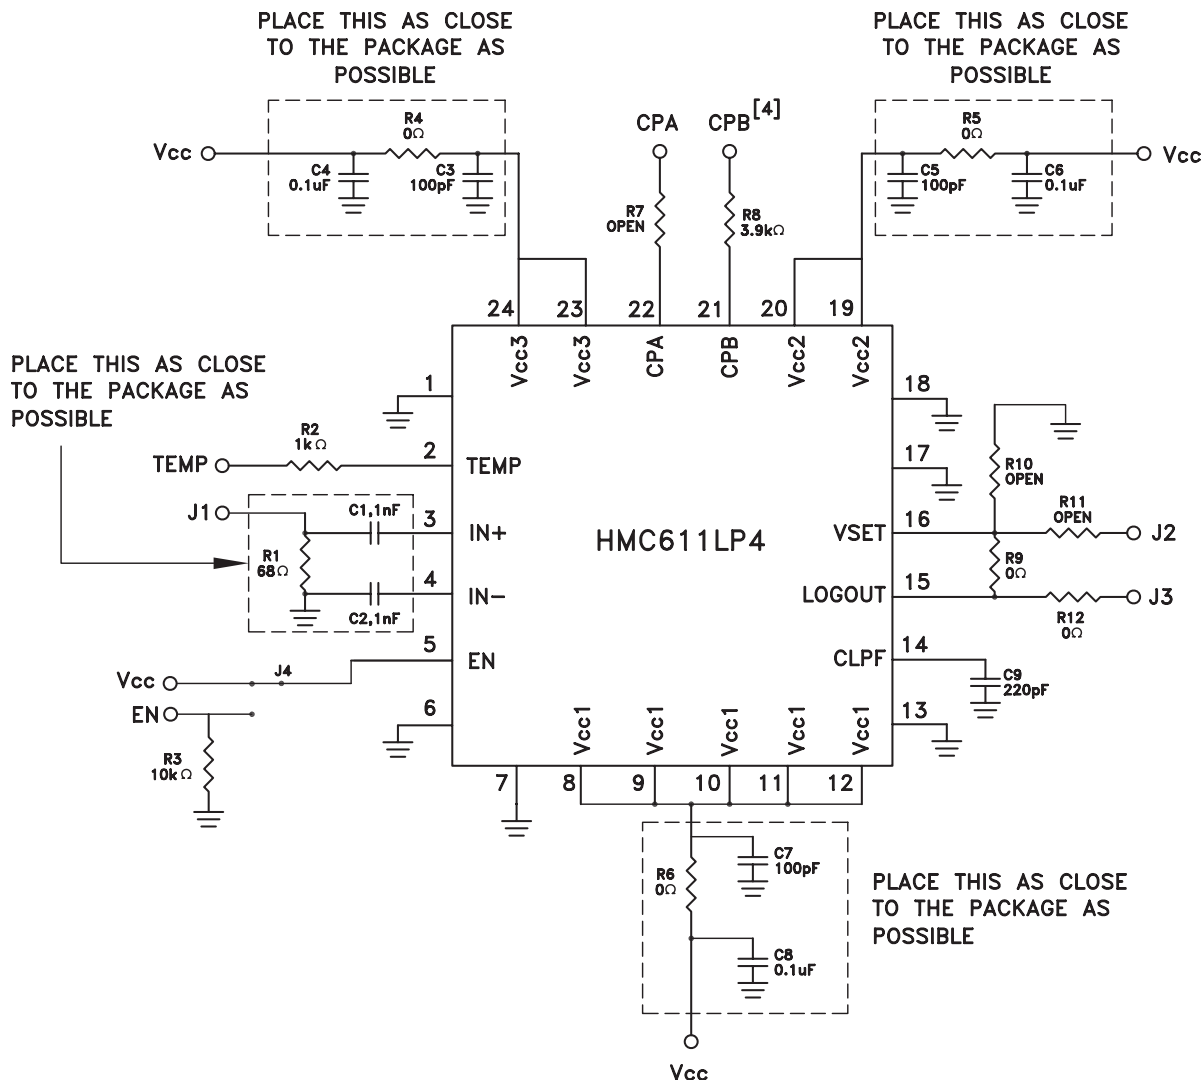 PLACE THIS AS CLOSE
TO THE PACKAGE AS
POSSIBLE
PLACE THIS AS CLOSE
TO THE PACKAGE AS
POSSIBLE
Vcc
R4
0Ω
C4
0.1uF
C3
100pF
CPA
CPB[4]
R7
OPEN
R8
3.9kΩ
R5
0Ω
C5
100pF
C6
0.1uF
Vcc
24
23
22
21
20
19
Vcc3
Vcc3
CPA
CPB
Vcc2
Vcc2
PLACE THIS AS CLOSE
TO THE PACKAGE AS
POSSIBLE
1
TEMP
R2
1kΩ
2
TEMP
J1
C1,1nF
3
IN+
R1
68Ω
4
IN-
C2,1nF
5
EN
Vcc
J4
EN
R3
10kΩ
6
HMC611LP4
18
17
R10
OPEN
16
VSET
R11
OPEN
J2
R9
0Ω
15
LOGOUT
J3
R12
0Ω
14
CLPF
C9
220pF
13
Vcc1
Vcc1
Vcc1
Vcc1
Vcc1
7
8
9
10
11
12
C7
100pF
R6
0Ω
C8
0.1uF
PLACE THIS AS CLOSE
TO THE PACKAGE AS
POSSIBLE
Vcc